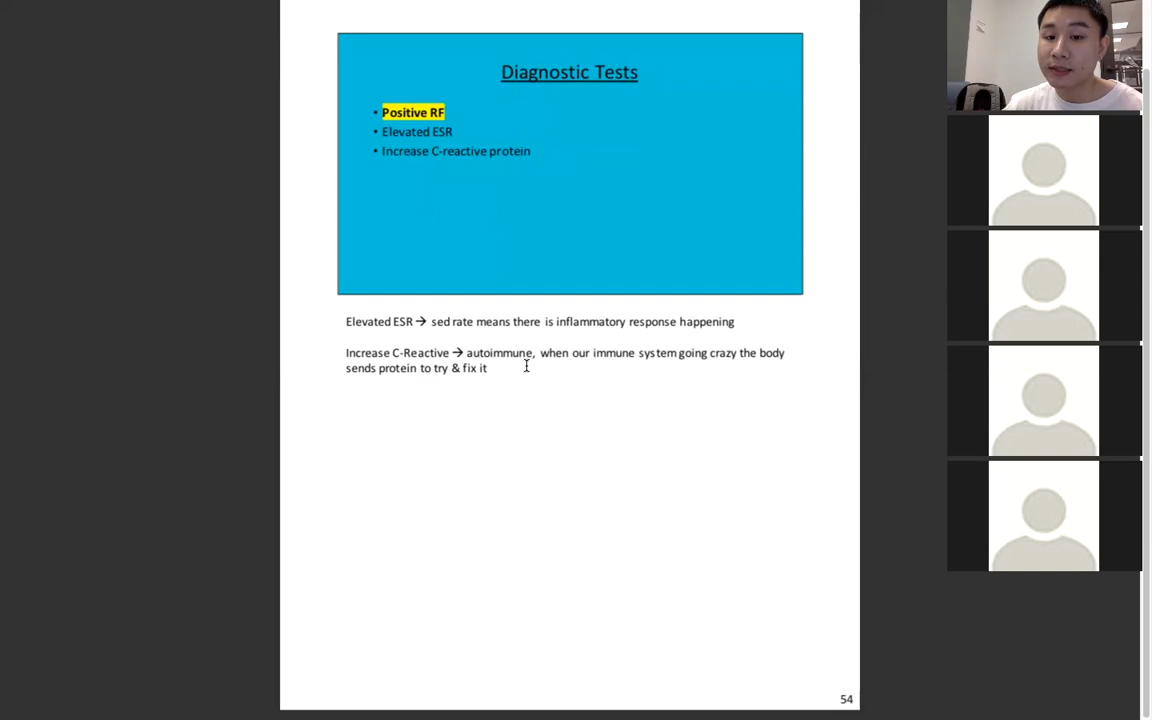 Diagnostic Tests
• Positive RF
• Elevated ESR
• Increase C-reactive protein
Elevated ESR → sed rate means there is inflammatory response happening
Increase C-Reactive → autoimmune, when our immune system going crazy the body
sends protein to try & fix it
54